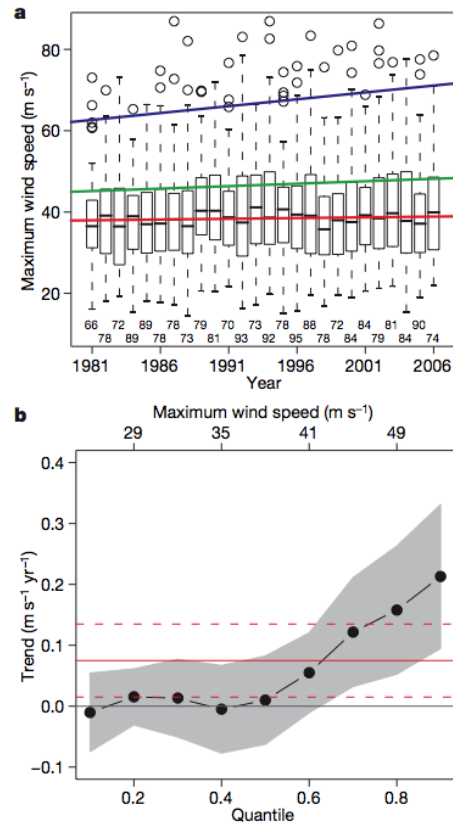 a
Maximum wind speed (m s⁻¹)
80
60
40
20
66 72 89 89 78 79 70 73 78 88 72 84 81 90
78 89 78 73 81 93 92 95 78 84 79 84 74
1981 1986 1991 1996 2001 2006
Year
b
Maximum wind speed (m s⁻¹)
29 35 41 49
Trend (m s⁻¹ yr⁻¹)
0.4
0.3
0.2
0.1
0.0
−0.1
0.2 0.4 0.6 0.8
Quantile